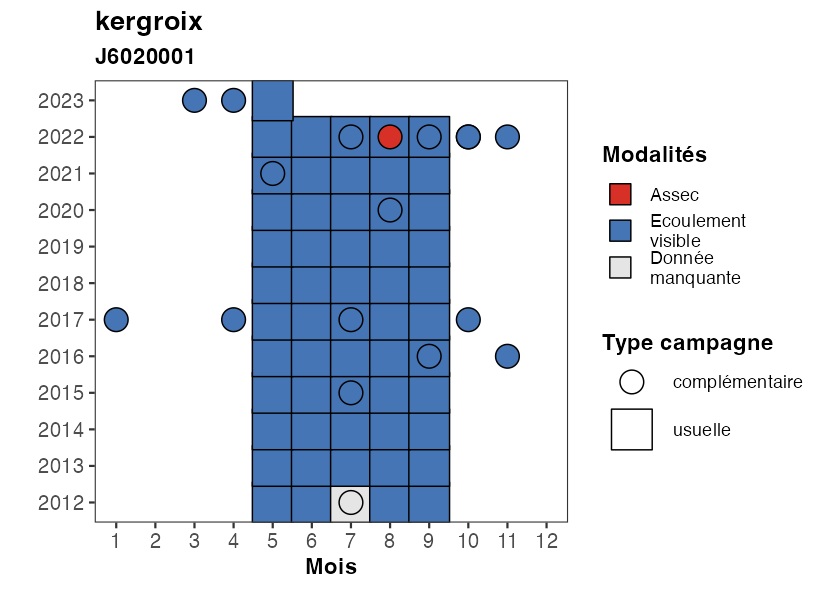 kergroix
J6020001
2023
2022
2021
2020
2019
2018
2017
2016
2015
2014
2013
2012
1 2 3 4 5 6 7 8 9 10 11 12
Mois
Modalités
Assec
Ecoulement
visible
Donnée
manquante
Type campagne
complémentaire
usuelle